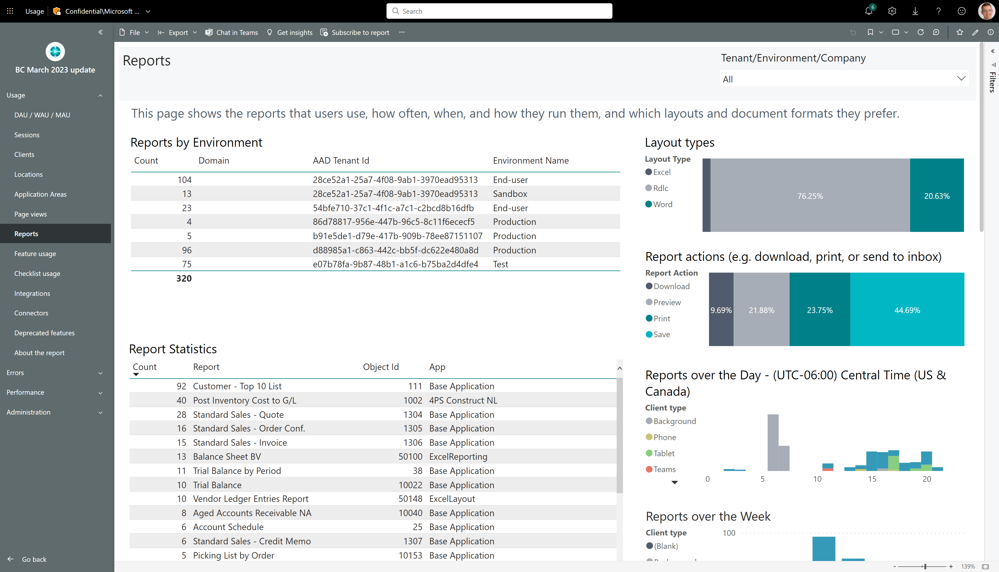 Usage
Confidential\Microsoft ...
Search
6
File
Export
Chat in Teams
Get insights
Subscribe to report
BC March 2023 update
Usage
DAU / WAU / MAU
Sessions
Clients
Locations
Application Areas
Page views
Reports
Feature usage
Checklist usage
Integrations
Connectors
Deprecated features
About the report
Errors
Performance
Administration
Go back
Reports
Tenant/Environment/Company
All
Filters
This page shows the reports that users use, how often, when, and how they run them, and which layouts and document formats they prefer.
Reports by Environment
Count Domain AAD Tenant Id Environment Name
104 28ce52a1-25a7-4f08-9ab1-3970ead95313 End-user
13 28ce52a1-25a7-4f08-9ab1-3970ead95313 Sandbox
23 54bfe710-37c1-4f1c-a7c1-c2bcd8b16dfb End-user
4 86d78817-956e-447b-96c5-8c11f6ececf5 Production
5 b91e5de1-d79e-417b-909b-78ee87151107 Production
96 d88985a1-c863-442c-bb5f-dc622e480a8d Production
75 e07b78fa-9b87-48b1-a1c6-b75ba2d4dfe4 Test
320
Report Statistics
Count Report Object Id App
92 Customer - Top 10 List 111 Base Application
40 Post Inventory Cost to G/L 1002 4PS Construct NL
28 Standard Sales - Quote 1304 Base Application
16 Standard Sales - Order Conf. 1305 Base Application
15 Standard Sales - Invoice 1306 Base Application
13 Balance Sheet BV 50100 ExcelReporting
11 Trial Balance by Period 38 Base Application
10 Trial Balance 10022 Base Application
10 Vendor Ledger Entries Report 50148 ExcelLayout
8 Aged Accounts Receivable NA 10040 Base Application
6 Account Schedule 25 Base Application
6 Standard Sales - Credit Memo 1307 Base Application
5 Picking List by Order 10153 Base Application
Layout types
Layout Type
Excel
Rdlc
Word
76.25%
20.63%
Report actions (e.g. download, print, or send to inbox)
Report Action
Download
Preview
Print
Save
9.69%
21.88%
23.75%
44.69%
Reports over the Day - (UTC-06:00) Central Time (US &
Canada)
Client type
Background
Phone
Tablet
Teams
0 5 10 15 20
Reports over the Week
Client type
(Blank)
100
- + 139%